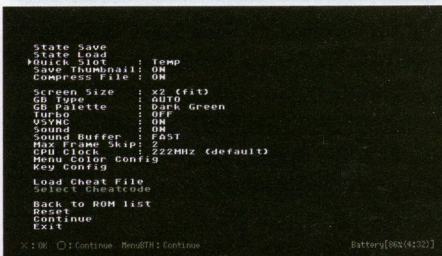 State Save
State Load
Quick Slot : Temp
Save Thumbnail: ON
Compress File : ON
Screen Size : x2 (fit)
GB Type : AUTO
GB Palette : Dark Green
Turbo : OFF
VSYNC : ON
Sound : ON
Sound Buffer : FAST
Max Frame Skip: 2
CPU Clock : 222MHz (default)
Menu Color Config
Key Config
Load Cheat File
Select Cheatcode
Back to ROM list
Reset
Continue
Exit
×:OK ○:Continue MenuBTN:Continue Battery[86%(4:32)]